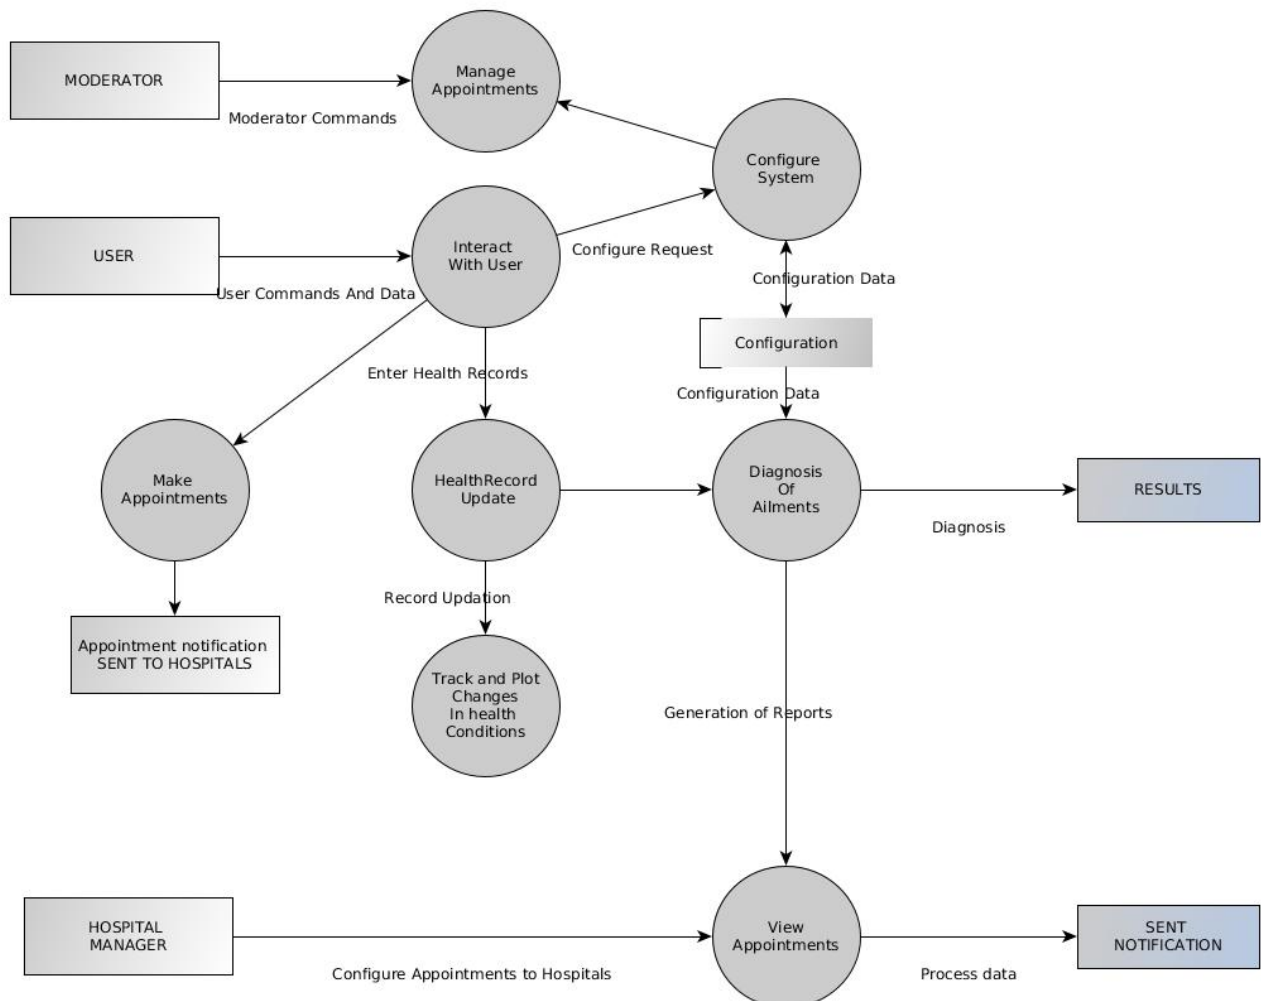 MODERATOR
Manage
Appointments
Moderator Commands
Configure
System
USER
Interact
With User
Configure Request
User Commands And Data
Configuration Data
Configuration
Enter Health Records
Configuration Data
Make
Appointments
HealthRecord
Update
Diagnosis
Of
Ailments
RESULTS
Diagnosis
Record Updation
Appointment notification
SENT TO HOSPITALS
Track and Plot
Changes
In health
Conditions
Generation of Reports
HOSPITAL
MANAGER
View
Appointments
SENT
NOTIFICATION
Configure Appointments to Hospitals
Process data